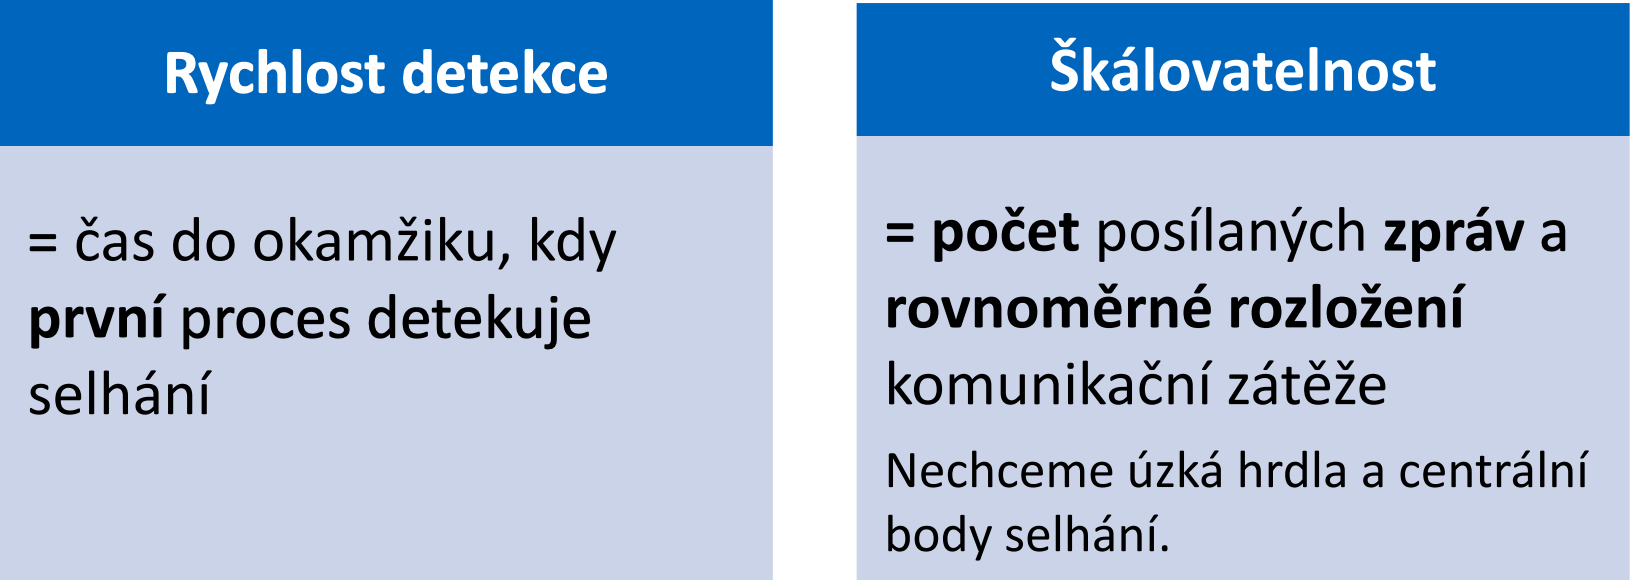 Rychlost detekce
= čas do okamžiku, kdy
první proces detekuje
selhání
Škálovatelnost
= počet posílaných zpráv a
rovnoměrné rozložení
komunikační zátěže
Nechceme úzká hrdla a centrální
body selhání.